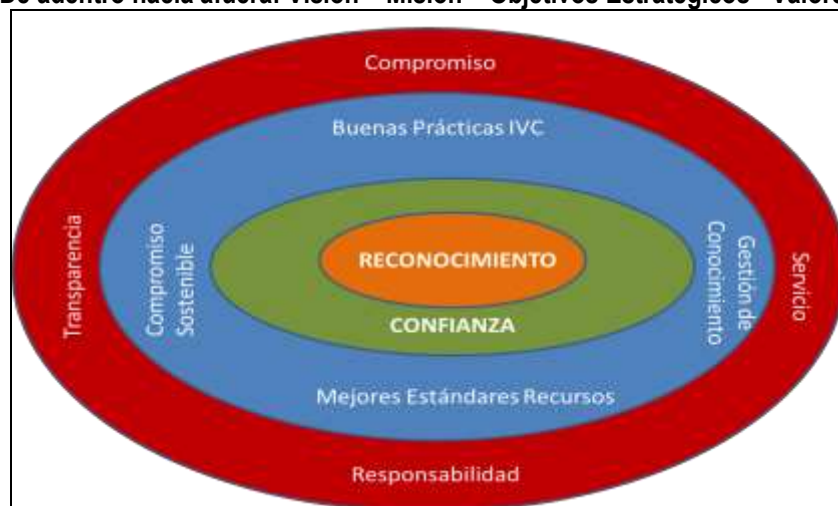 De adentro hacia afuera: Visión – Misión – Objetivos Estratégicos - Valores
Compromiso
Buenas Prácticas IVC
Transparencia
Compromiso
Sostenible
RECONOCIMIENTO
CONFIANZA
Gestión de
Conocimiento
Servicio
Mejores Estándares Recursos
Responsabilidad